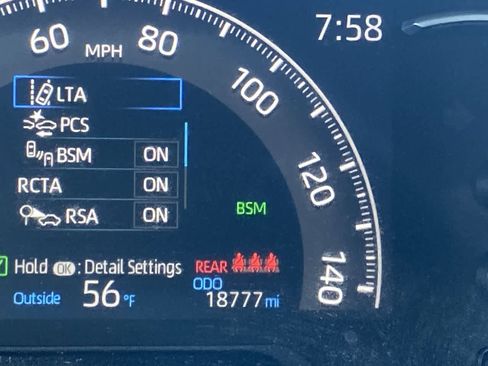 7:58
60 80 100 120 140
MPH
LTA
PCS
BSM ON
RCTA ON
RSA ON
BSM
Hold OK : Detail Settings
REAR
ODO
Outside 56 °F
18777 mi